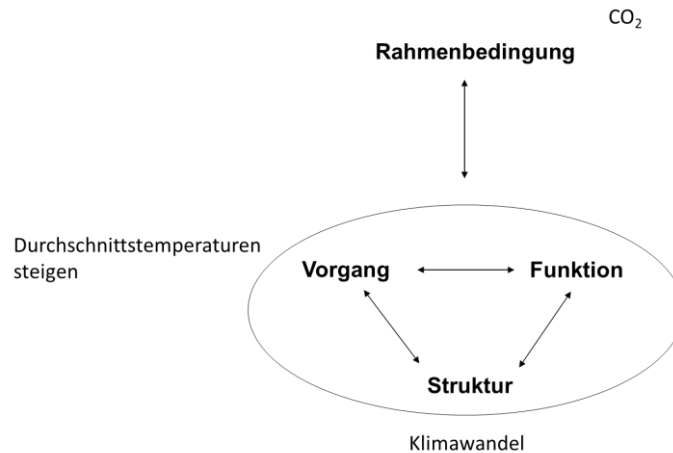 CO₂
Rahmenbedingung
Durchschnittstemperaturen
steigen
Vorgang
Funktion
Struktur
Klimawandel